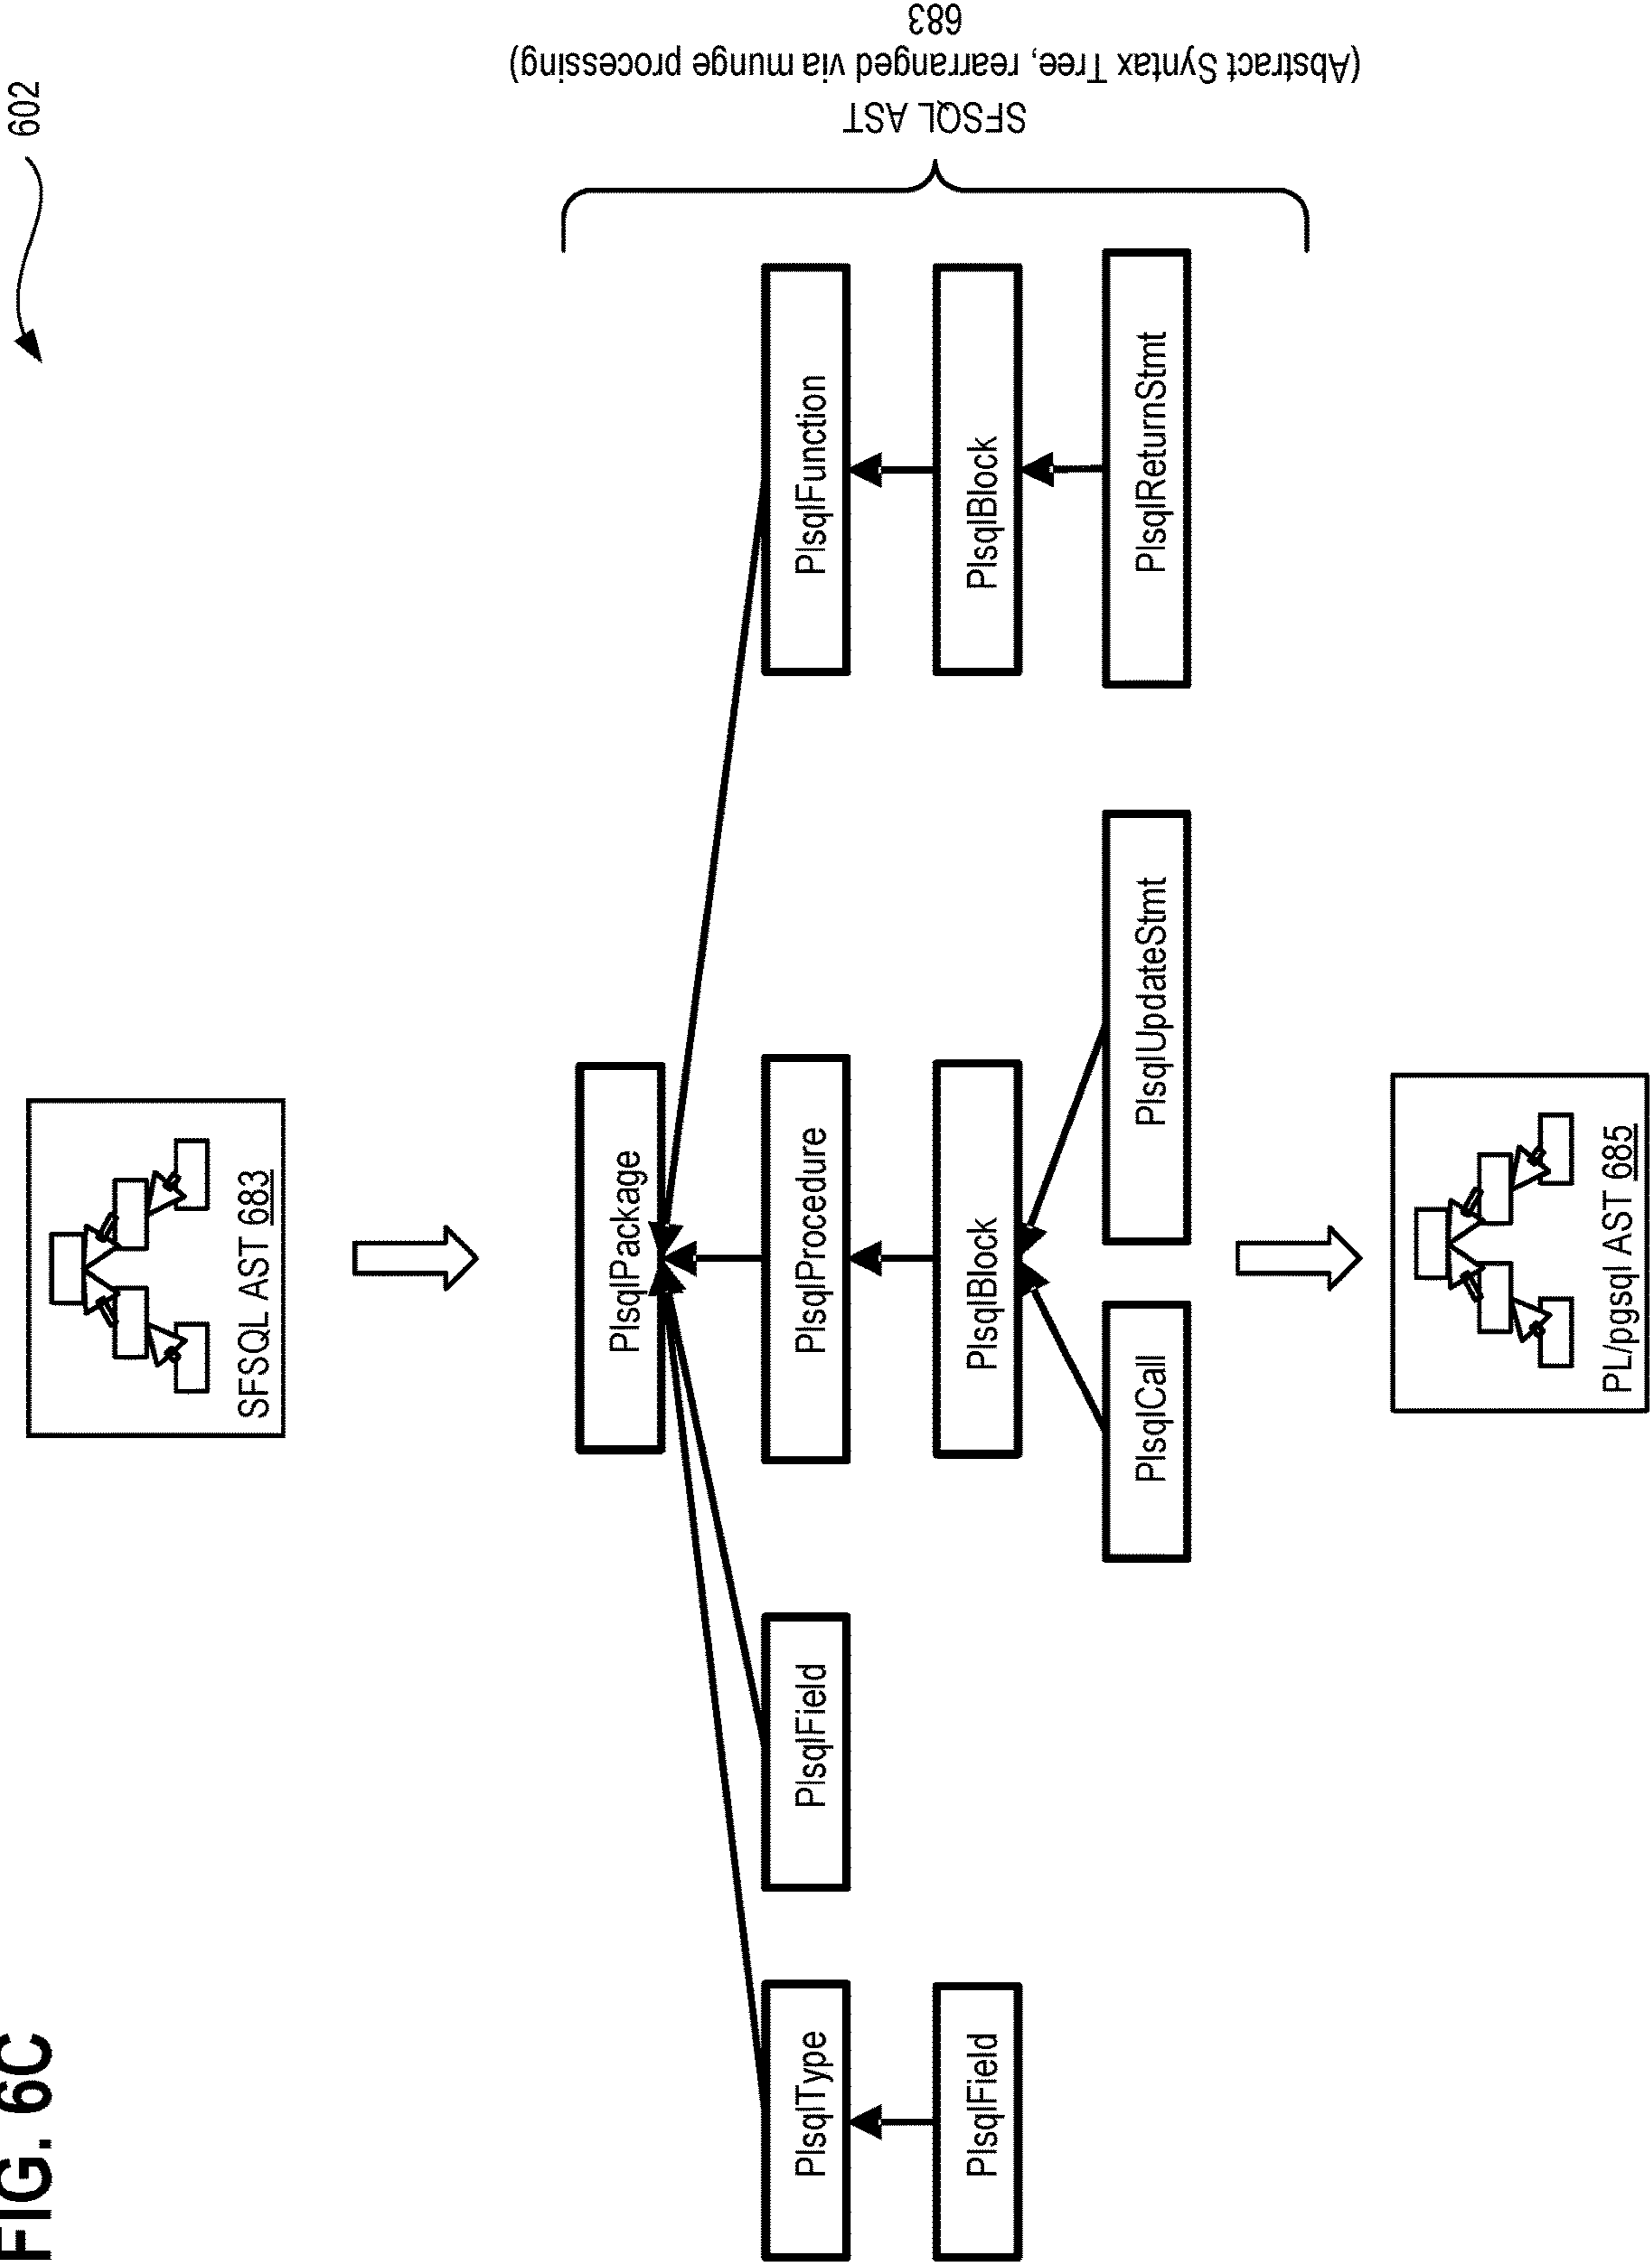 FIG. 6C
602
SFSQL AST 683
PlsqlPackage
PlsqlType
PlsqlField
PlsqlProcedure
PlsqlFunction
PlsqlField
PlsqlBlock
PlsqlBlock
PlsqlCall
PlsqlUpdateStmt
PlsqlReturnStmt
SFSQL AST
(Abstract Syntax Tree, rearranged via munge processing)
683
PL/pgsql AST 685